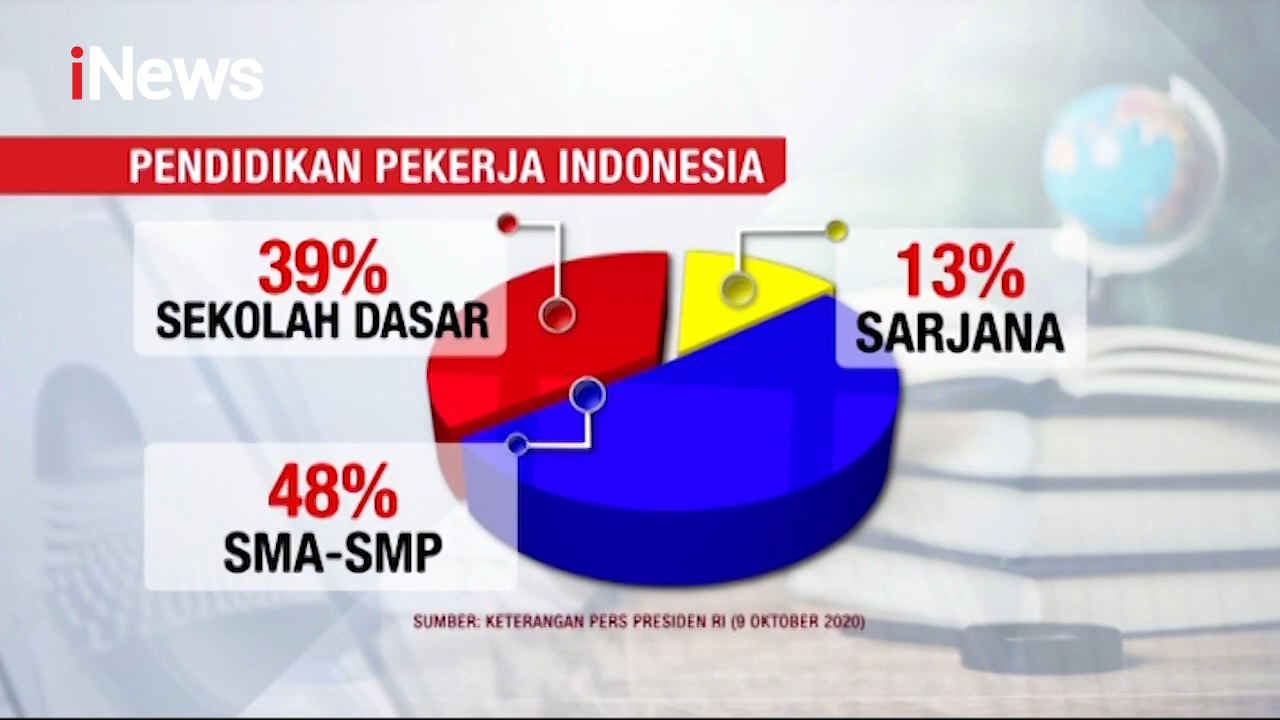 iNews
PENDIDIKAN PEKERJA INDONESIA
39%
SEKOLAH DASAR
13%
SARJANA
48%
SMA-SMP
SUMBER: KETERANGAN PERS PRESIDEN RI (9 OKTOBER 2020)